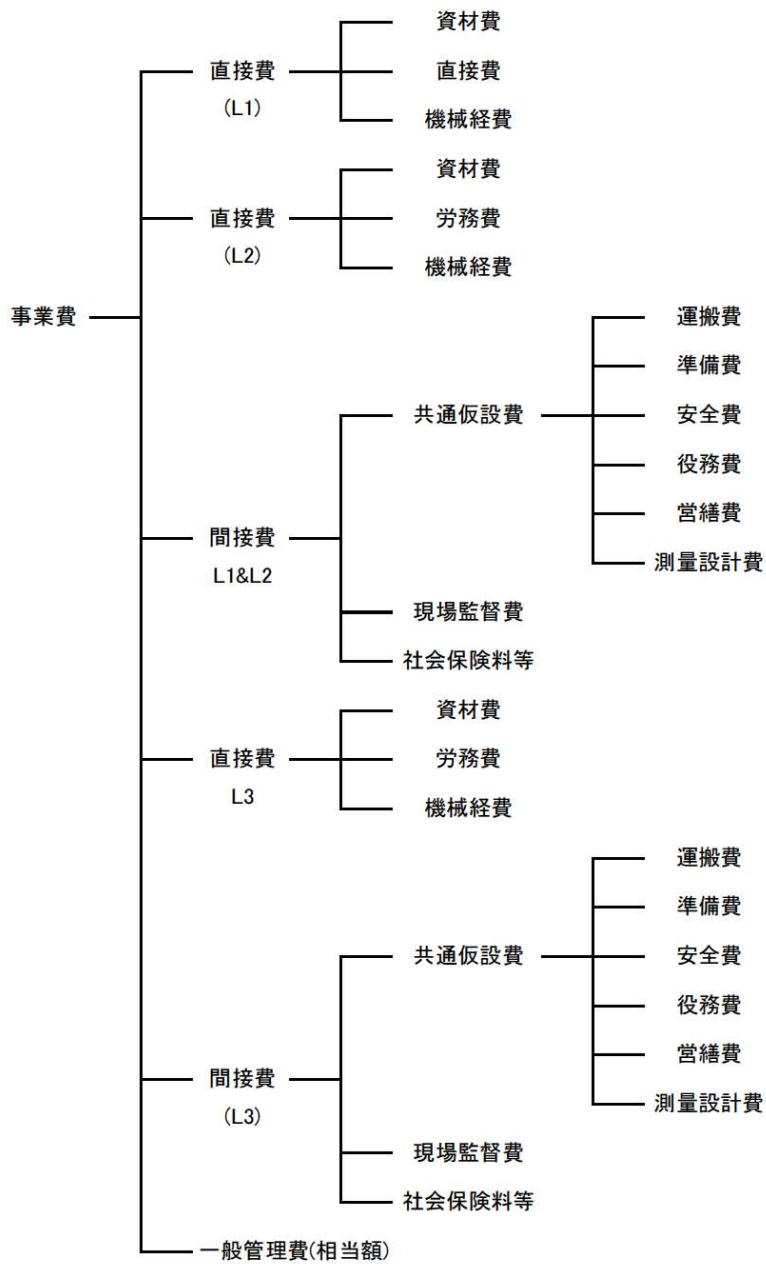 事業費
直接費
(L1)
資材費
直接費
機械経費
直接費
(L2)
資材費
労務費
機械経費
間接費
L1&L2
共通仮設費
運搬費
準備費
安全費
役務費
営繕費
測量設計費
現場監督費
社会保険料等
直接費
L3
資材費
労務費
機械経費
間接費
(L3)
共通仮設費
運搬費
準備費
安全費
役務費
営繕費
測量設計費
現場監督費
社会保険料等
一般管理費(相当額)